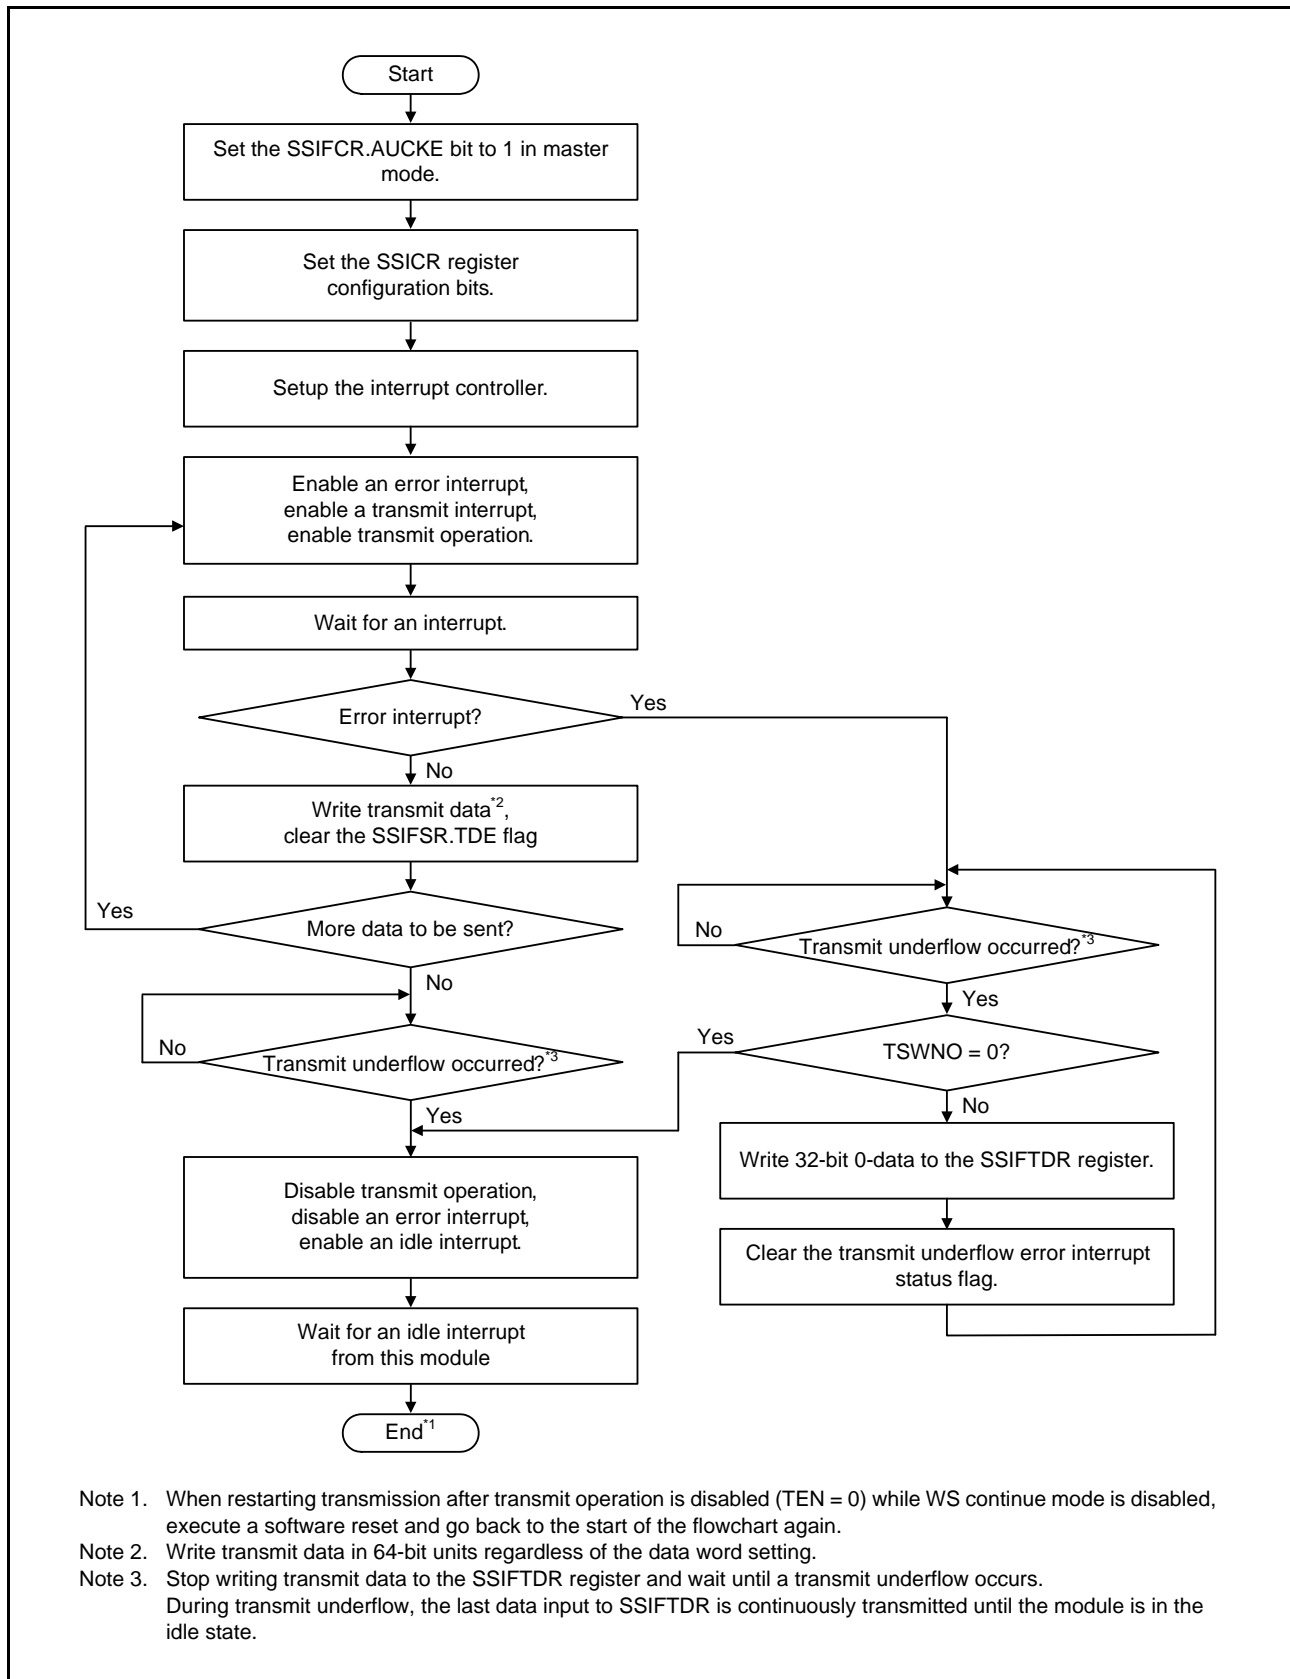 Start
Set the SSIFCR.AUCKE bit to 1 in master
mode.
Set the SSICR register
configuration bits.
Setup the interrupt controller.
Enable an error interrupt,
enable a transmit interrupt,
enable transmit operation.
Wait for an interrupt.
Error interrupt?
Yes
No
Write transmit data*2,
clear the SSIFSR.TDE flag
More data to be sent?
Yes
No
Transmit underflow occurred?*3
No
Yes
Transmit underflow occurred?*3
No
Yes
TSWNO = 0?
Yes
No
Write 32-bit 0-data to the SSIFTDR register.
Clear the transmit underflow error interrupt
status flag.
Disable transmit operation,
disable an error interrupt,
enable an idle interrupt.
Wait for an idle interrupt
from this module
End*1
Note 1. When restarting transmission after transmit operation is disabled (TEN = 0) while WS continue mode is disabled,
execute a software reset and go back to the start of the flowchart again.
Note 2. Write transmit data in 64-bit units regardless of the data word setting.
Note 3. Stop writing transmit data to the SSIFTDR register and wait until a transmit underflow occurs.
During transmit underflow, the last data input to SSIFTDR is continuously transmitted until the module is in the
idle state.